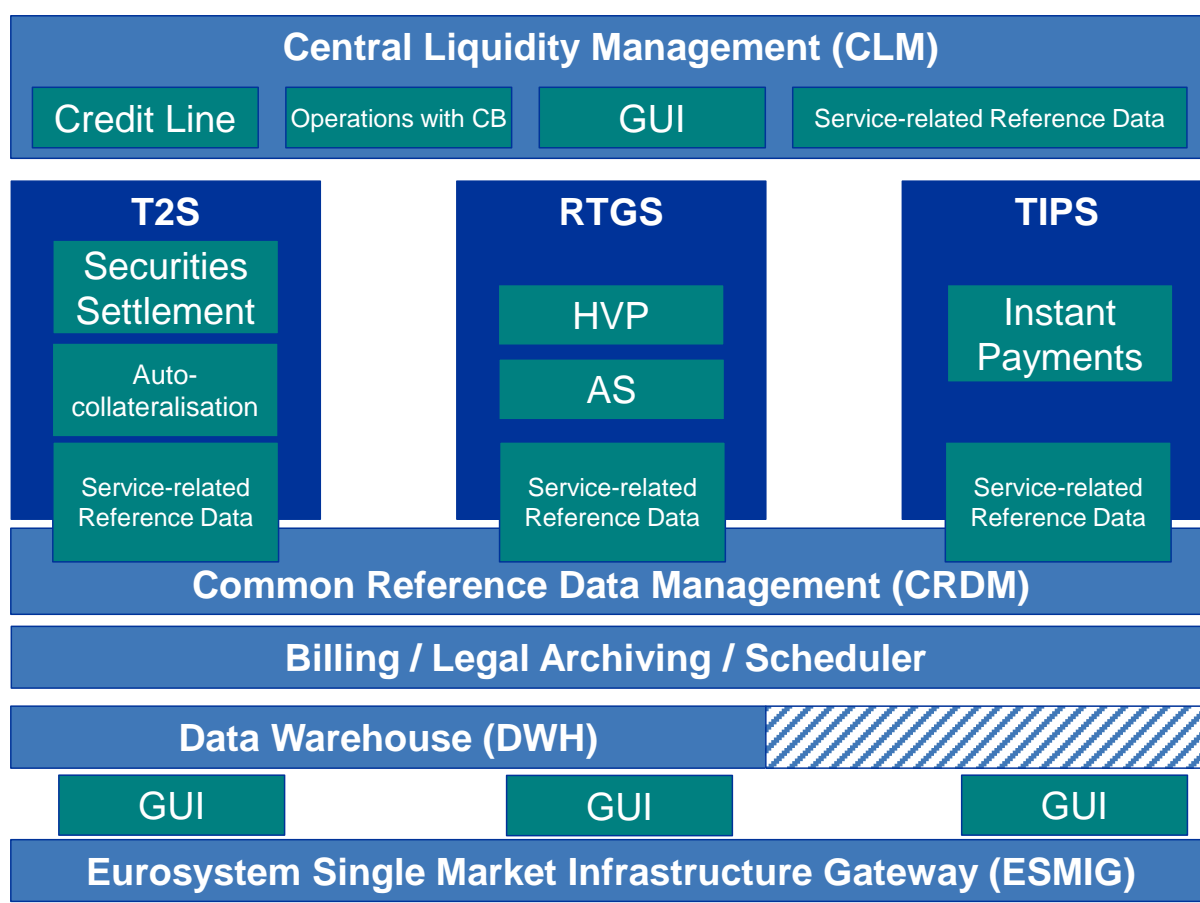 Central Liquidity Management (CLM)
Credit Line
Operations with CB
GUI
Service-related Reference Data
T2S
Securities
Settlement
Auto-
collateralisation
Service-related
Reference Data
RTGS
HVP
AS
Service-related
Reference Data
TIPS
Instant
Payments
Service-related
Reference Data
Common Reference Data Management (CRDM)
Billing / Legal Archiving / Scheduler
Data Warehouse (DWH)
GUI
GUI
GUI
Eurosystem Single Market Infrastructure Gateway (ESMIG)